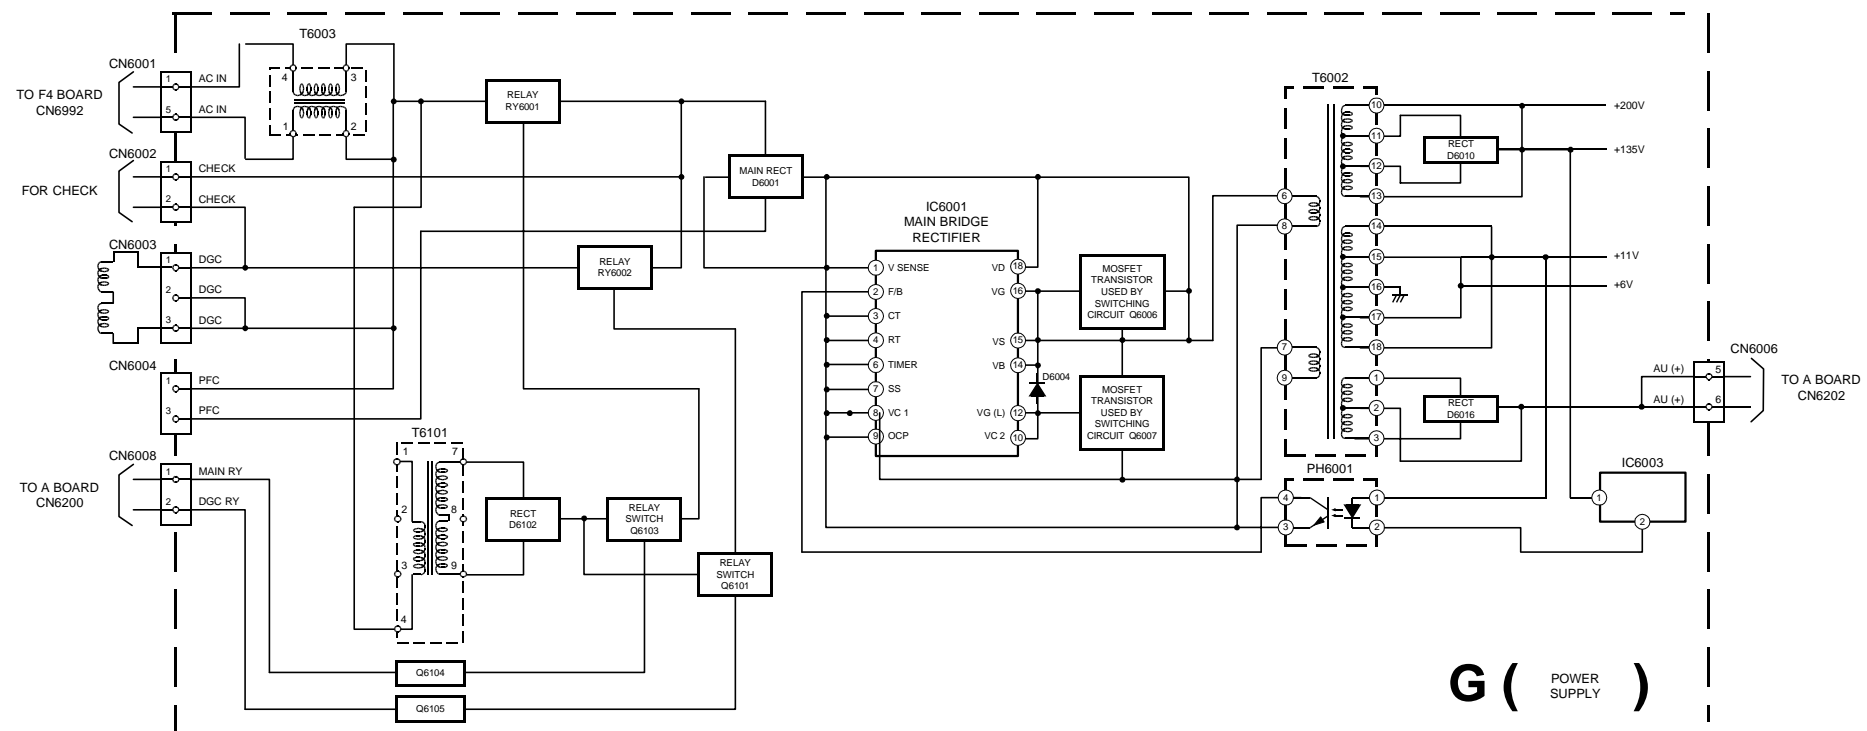 T6003
CN6001
TO F4 BOARD
CN6992
1
AC IN
5
AC IN
4
3
1
2
CN6002
FOR CHECK
1
CHECK
2
CHECK
CN6003
1
DGC
2
DGC
3
DGC
CN6004
1
PFC
3
PFC
CN6008
TO A BOARD
CN6200
1
MAIN RY
2
DGC RY
RELAY
RY6001
RELAY
RY6002
MAIN RECT
D6001
T6101
1
2
3
4
7
8
9
RECT
D6102
RELAY
SWITCH
Q6103
RELAY
SWITCH
Q6101
Q6104
Q6105
IC6001
MAIN BRIDGE
RECTIFIER
1 V SENSE
2 F/B
3 CT
4 RT
6 TIMER
7 SS
8 VC 1
9 OCP
VD 18
VG 16
VS 15
VB 14
VG (L) 12
VC 2 10
D6004
MOSFET
TRANSISTOR
USED BY
SWITCHING
CIRCUIT Q6006
MOSFET
TRANSISTOR
USED BY
SWITCHING
CIRCUIT Q6007
T6002
6
8
7
9
10
11
12
13
14
15
16
17
18
1
2
3
RECT
D6010
RECT
D6016
+200V
+135V
+11V
+6V
PH6001
4
3
1
2
IC6003
1
2
CN6006
AU (+)
5
AU (+)
6
TO A BOARD
CN6202
G ( POWER
SUPPLY )